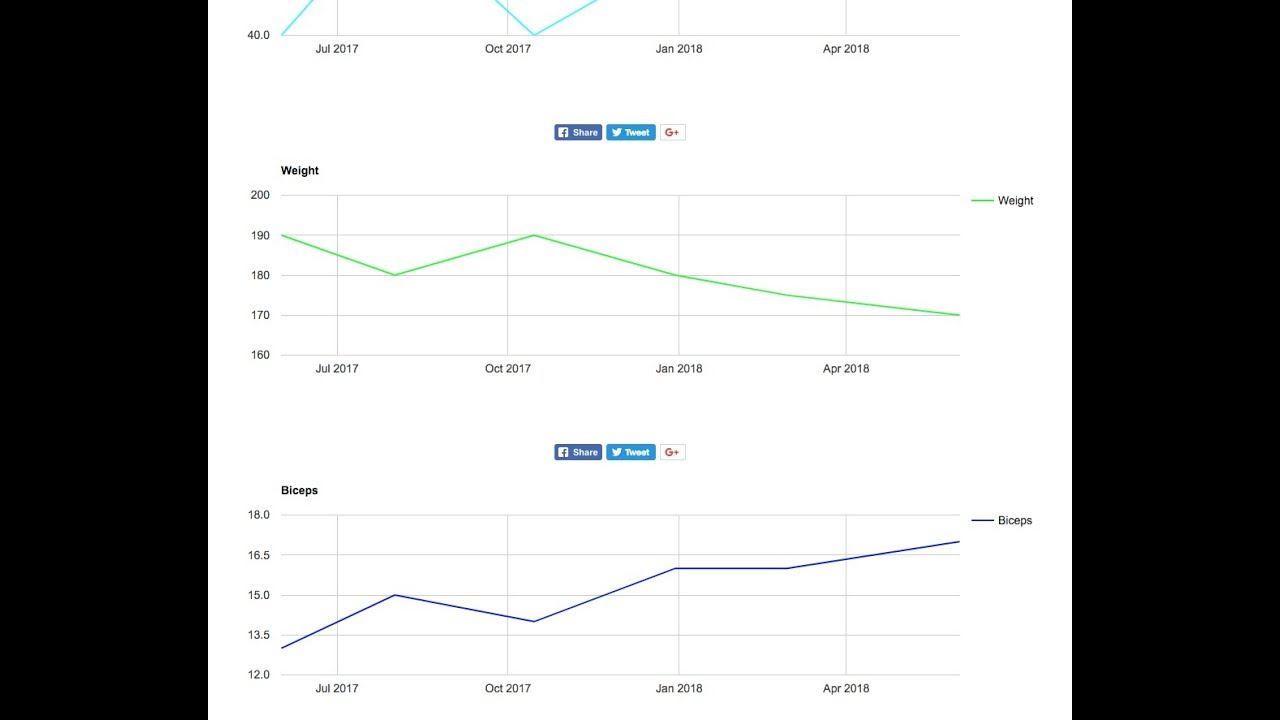 40.0
Jul 2017 Oct 2017 Jan 2018 Apr 2018
Share Tweet G+
Weight
200
Weight
190
180
170
160
Jul 2017 Oct 2017 Jan 2018 Apr 2018
Share Tweet G+
Biceps
18.0
Biceps
16.5
15.0
13.5
12.0
Jul 2017 Oct 2017 Jan 2018 Apr 2018